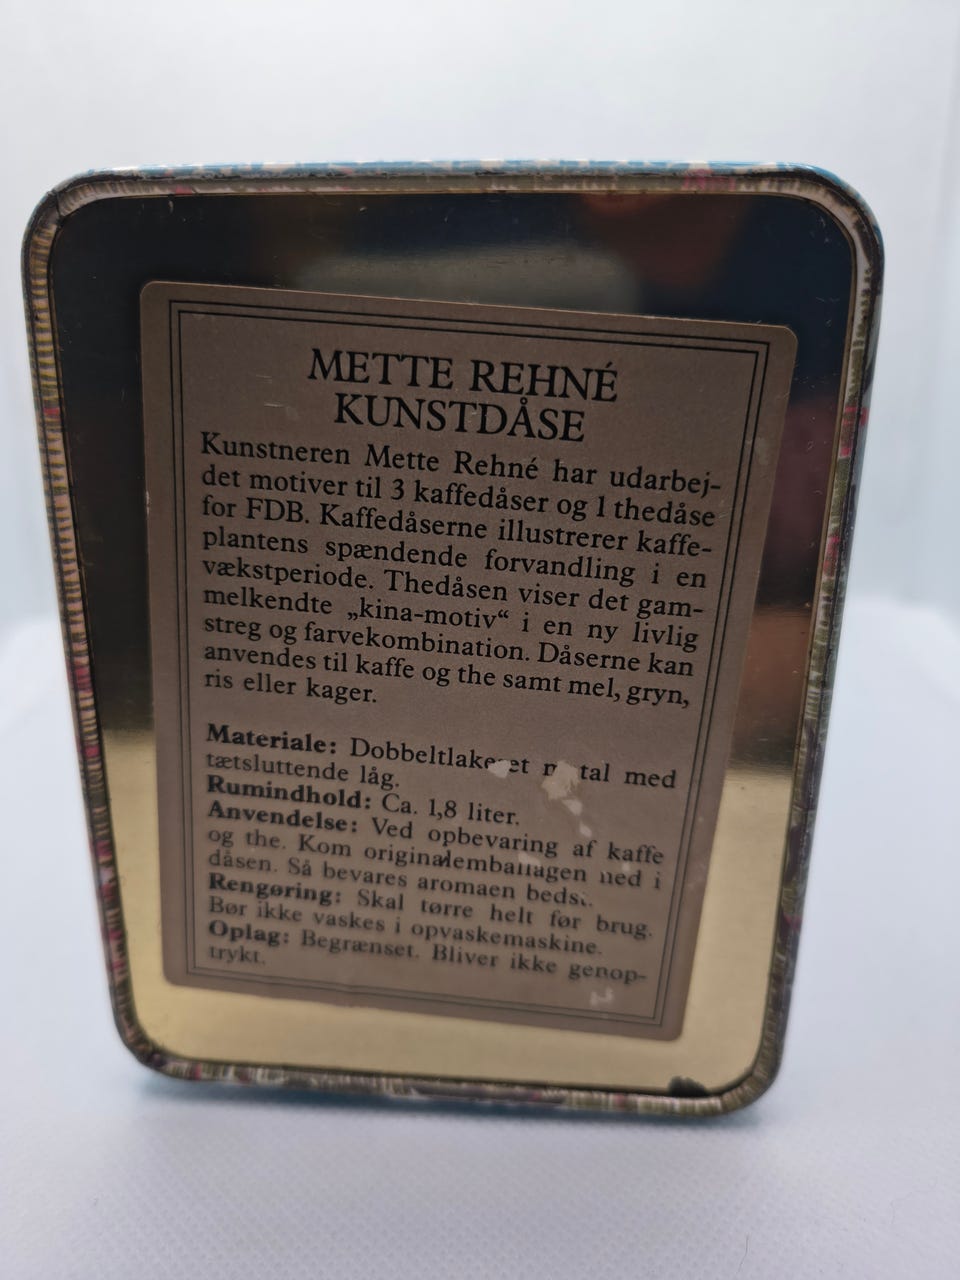 METTE REHNÉ
KUNSTDÅSE
Kunstneren Mette Rehné har udarbej-
det motiver til 3 kaffedåser og 1 thedåse
for FDB. Kaffedåserne illustrerer kaffe-
plantens spændende forvandling i en
vækstperiode. Thedåsen viser det gam-
melkendte „kina-motiv“ i en ny livlig
streg og farvekombination. Dåserne kan
anvendes til kaffe og the samt mel, gryn,
ris eller kager.
Materiale: Dobbeltlakeret metal med
tætsluttende låg.
Rumindhold: Ca. 1,8 liter.
Anvendelse: Ved opbevaring af kaffe
og the. Kom originalemballagen ned i
dåsen. Så bevares aromaen bedst.
Rengøring: Skal tørre helt før brug.
Bør ikke vaskes i opvaskemaskine.
Oplag: Begrænset. Bliver ikke genop-
trykt.